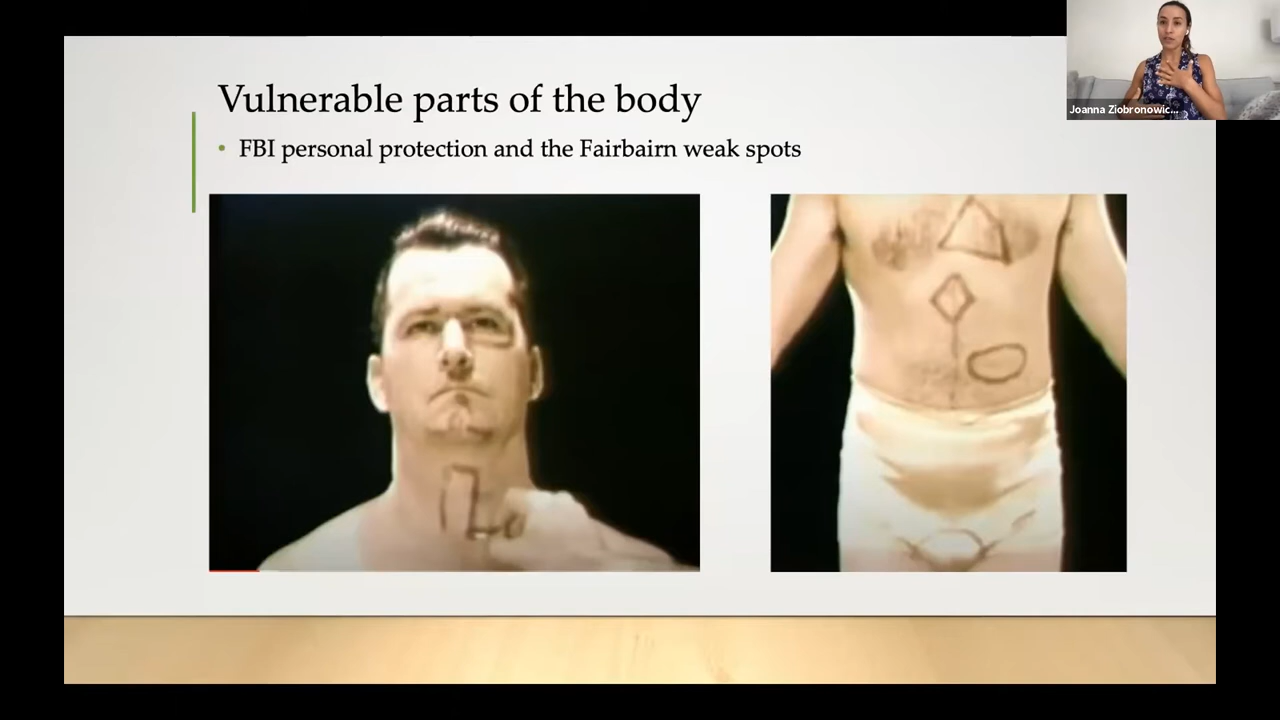 Vulnerable parts of the body
• FBI personal protection and the Fairbairn weak spots
Joanna Ziobronowic...